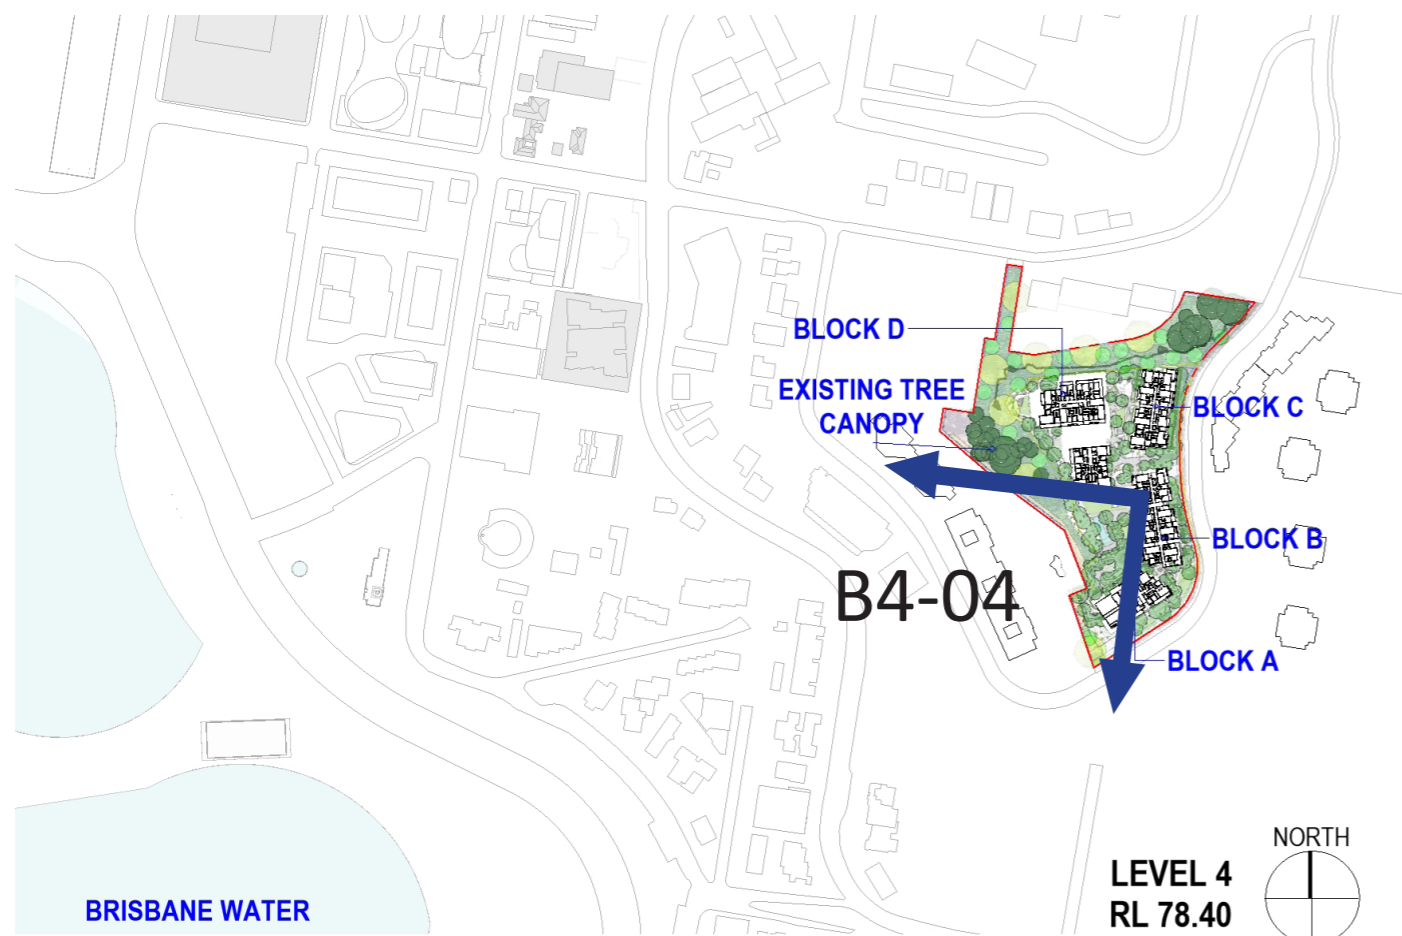 BLOCK D
EXISTING TREE
CANOPY
BLOCK C
BLOCK B
B4-04
BLOCK A
NORTH
LEVEL 4
RL 78.40
BRISBANE WATER